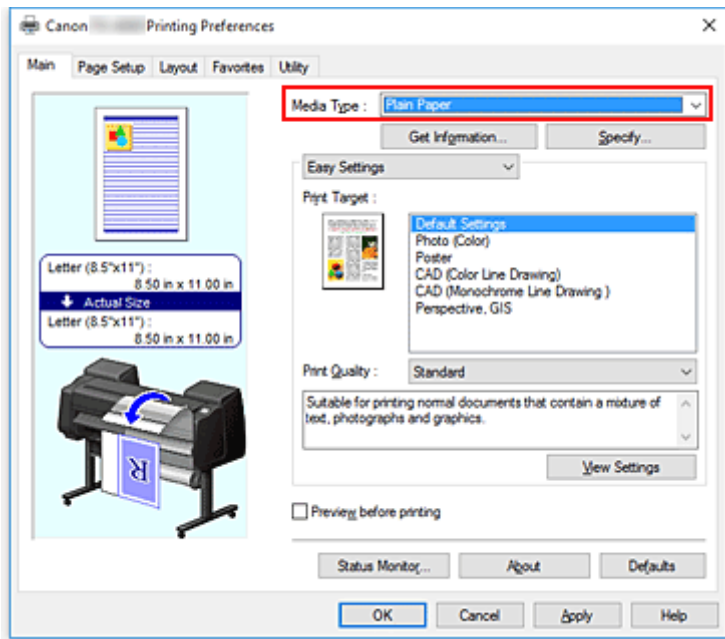 Canon Printing Preferences
Main Page Setup Layout Favorites Utility
Media Type : Plain Paper
Get Information... Specify...
Easy Settings
Print Target :
Default Settings
Photo (Color)
Poster
CAD (Color Line Drawing)
CAD (Monochrome Line Drawing )
Perspective, GIS
Letter (8.5"x11") :
8.50 in x 11.00 in
Actual Size
Letter (8.5"x11") :
8.50 in x 11.00 in
R
Print Quality : Standard
Suitable for printing normal documents that contain a mixture of
text, photographs and graphics.
View Settings
Preview before printing
Status Monitor... About Defaults
OK Cancel Apply Help